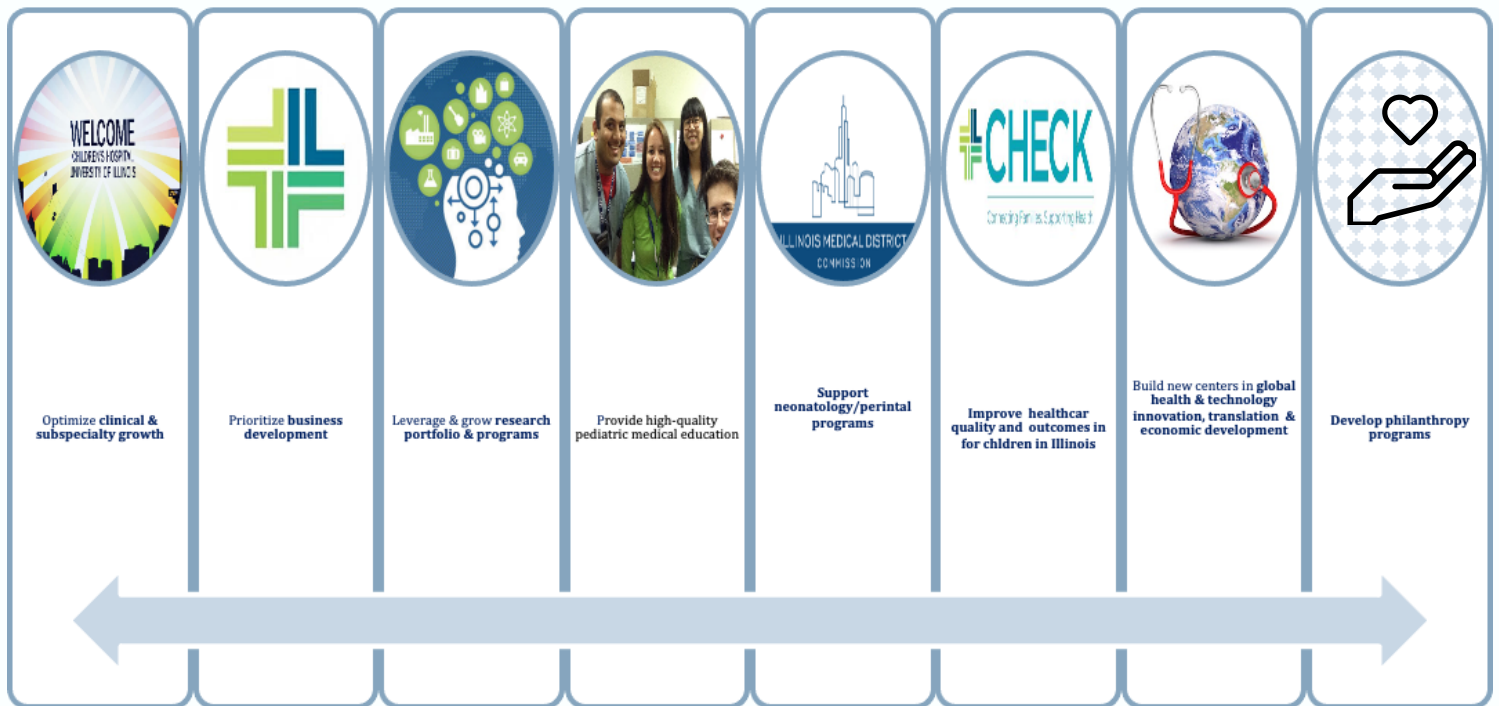 WELCOME
CHILDREN'S HOSPITAL
UNIVERSITY OF ILLINOIS
Optimize clinical &
subspecialty growth
Prioritize business
development
Leverage & grow research
portfolio & programs
Provide high-quality
pediatric medical education
ILLINOIS MEDICAL DISTRICT
COMMISSION
Support
neonatology/perintal
programs
CHECK
Connecting Families. Supporting Health
Improve healthcar
quality and outcomes in
for chldren in Illinois
Build new centers in global
health & technology
innovation, translation &
economic development
Develop philanthropy
programs